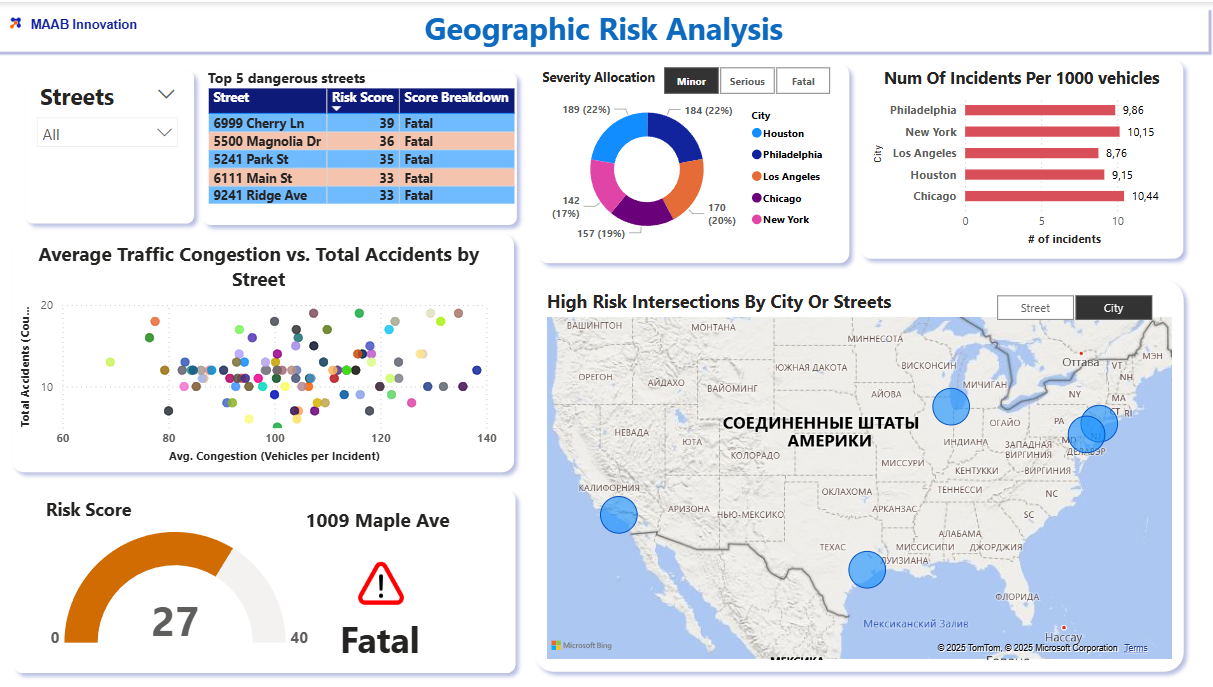 MAAB Innovation
Geographic Risk Analysis
Streets
All
Top 5 dangerous streets
Street Risk Score Score Breakdown
6999 Cherry Ln 39 Fatal
5500 Magnolia Dr 36 Fatal
5241 Park St 35 Fatal
6111 Main St 33 Fatal
9241 Ridge Ave 33 Fatal
Severity Allocation
Minor Serious Fatal
189 (22%)
184 (22%)
142
(17%)
170
(20%)
157 (19%)
City
Houston
Philadelphia
Los Angeles
Chicago
New York
Num Of Incidents Per 1000 vehicles
City
Philadelphia 9,86
New York 10,15
Los Angeles 8,76
Houston 9,15
Chicago 10,44
0 5 10
# of incidents
Average Traffic Congestion vs. Total Accidents by
Street
Total Accidents (Cou...
20
10
60 80 100 120 140
Avg. Congestion (Vehicles per Incident)
High Risk Intersections By City Or Streets
Street City
ВАШИНГТОН
МОНТАНА
МИННЕСОТА
Оттава
МЭН
VT
NH
ОРЕГОН
АЙДАХО
ЮЖНАЯ ДАКОТА
ВИСКОНСИН
МИЧИГАН
ВАЙОМИНГ
АЙОВА
NY
MA
CT
RI
СОЕДИНЕННЫЕ ШТАТЫ
АМЕРИКИ
НЕВАДА
ЮТА
КОЛОРАДО
ОГАЙО
PA
ИНДИАНА
MD
ДЕЛАВЭР
ЗАПАДНАЯ
ВИРГИНИЯ
МИССУРИ
КЕНТУККИ
ВИРГИНИЯ
КАЛИФОРНИЯ
ОКЛАХОМА
ТЕННЕССИ
NC
АРИЗОНА
НЬЮ-МЕКСИКО
АРКАНЗАС
SC
АЛАБАМА
ТЕХАС
МИССИСИПИ
ДЖОРДЖИЯ
ЛУИЗИАНА
ФЛОРИДА
Мексиканский Залив
Нассау
Microsoft Bing
© 2025 TomTom, © 2025 Microsoft Corporation Terms
МЕКСИКА
Risk Score
0
27
40
1009 Maple Ave
Fatal